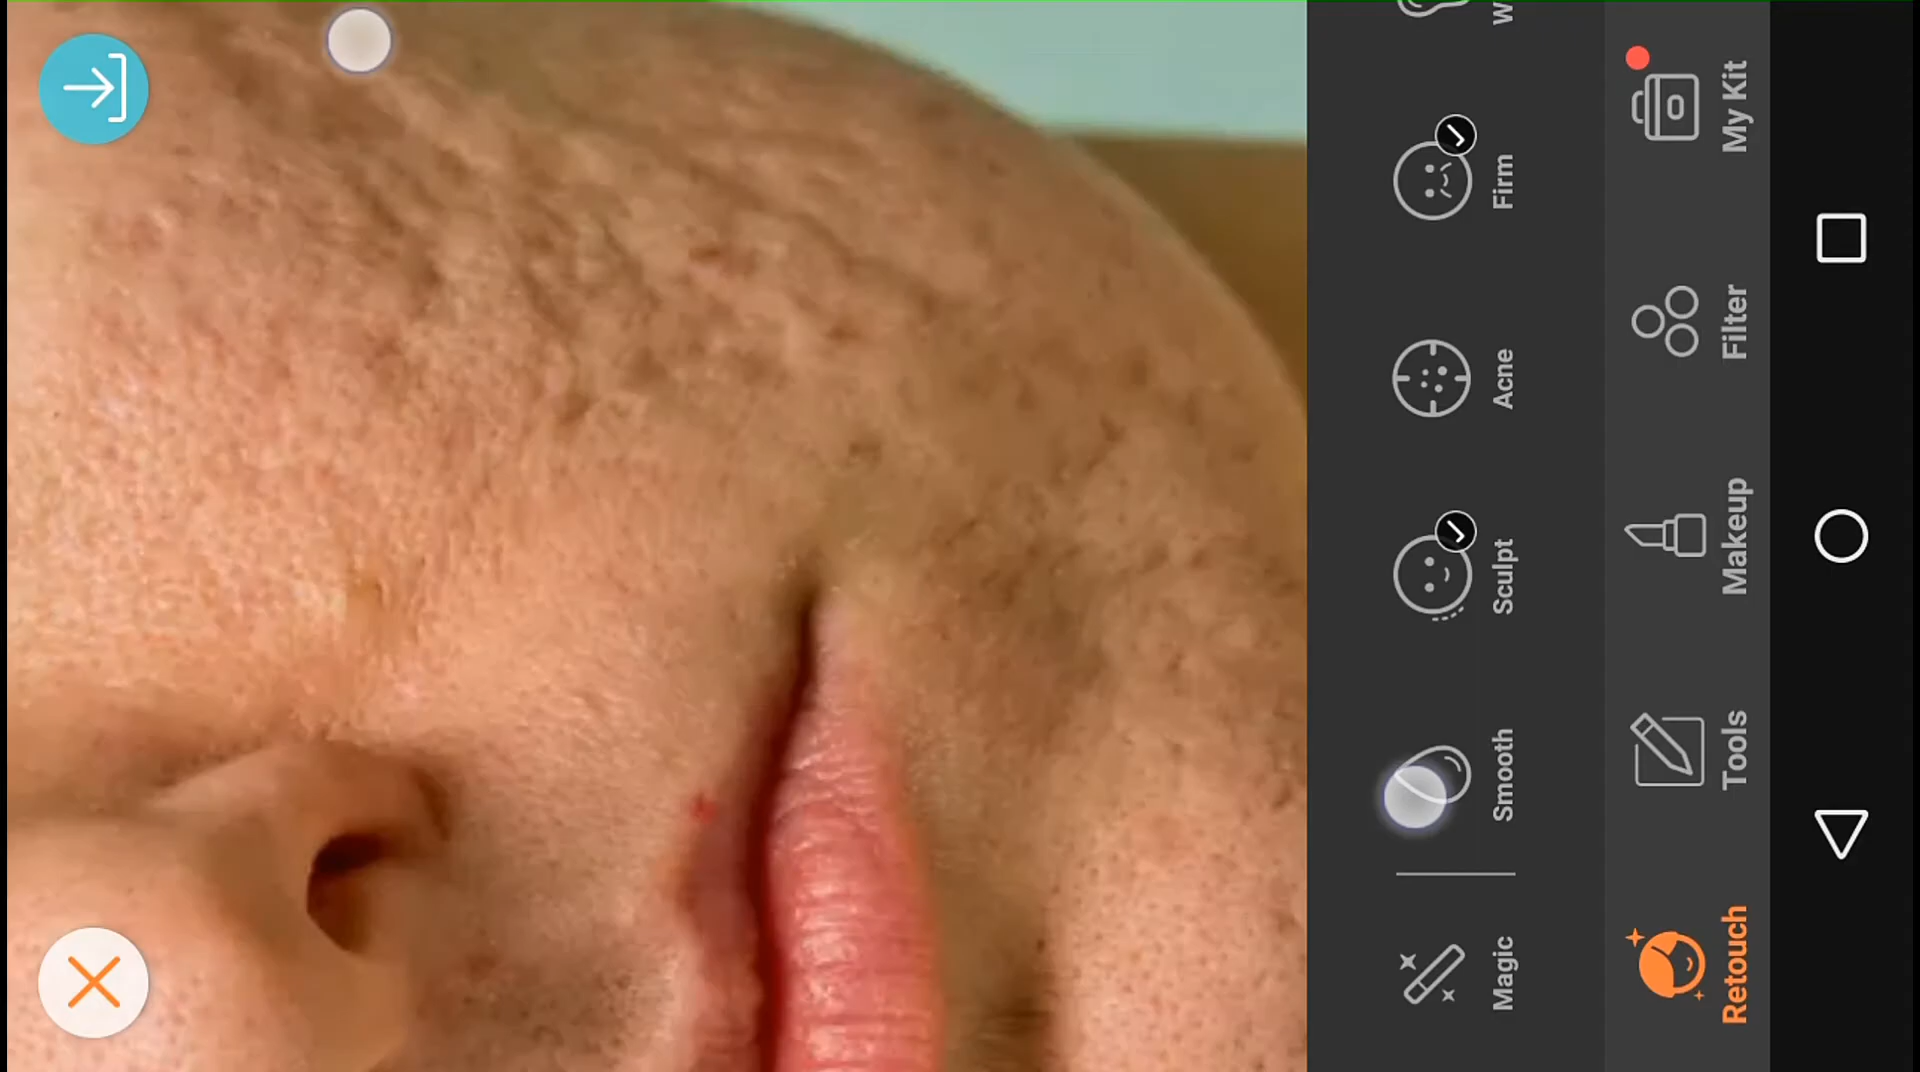 Magic
Smooth
Sculpt
Acne
Firm
W
Retouch
Tools
Makeup
Filter
My Kit